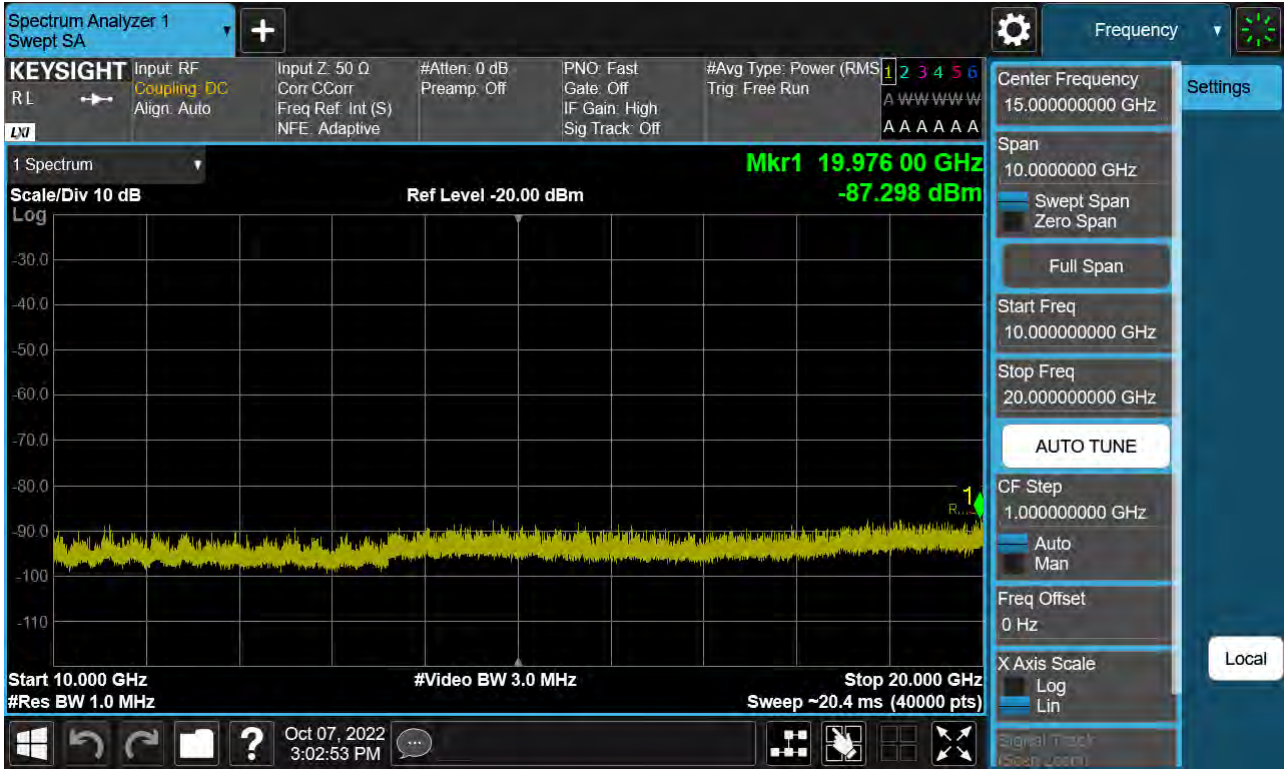 Spectrum Analyzer 1
Swept SA
Frequency
KEYSIGHT
RL
LXI
Input: RF
Coupling: DC
Align: Auto
Input Z: 50 Ω
Corr CCorr
Freq Ref: Int (S)
NFE: Adaptive
#Atten: 0 dB
Preamp: Off
PNO: Fast
Gate: Off
IF Gain: High
Sig Track: Off
#Avg Type: Power (RMS
Trig: Free Run
1 2 3 4 5 6
A W W W W W
A A A A A A
1 Spectrum
Scale/Div 10 dB
Log
Ref Level -20.00 dBm
Mkr1 19.976 00 GHz
-87.298 dBm
-30.0
-40.0
-50.0
-60.0
-70.0
-80.0
-90.0
-100
-110
1
Start 10.000 GHz
#Res BW 1.0 MHz
#Video BW 3.0 MHz
Stop 20.000 GHz
Sweep ~20.4 ms (40000 pts)
Center Frequency
15.000000000 GHz
Span
10.0000000 GHz
Swept Span
Zero Span
Full Span
Start Freq
10.000000000 GHz
Stop Freq
20.000000000 GHz
AUTO TUNE
CF Step
1.000000000 GHz
Auto
Man
Freq Offset
0 Hz
X Axis Scale
Log
Lin
Signal Track
(Span Zoom)
Settings
Local
?
Oct 07, 2022
3:02:53 PM